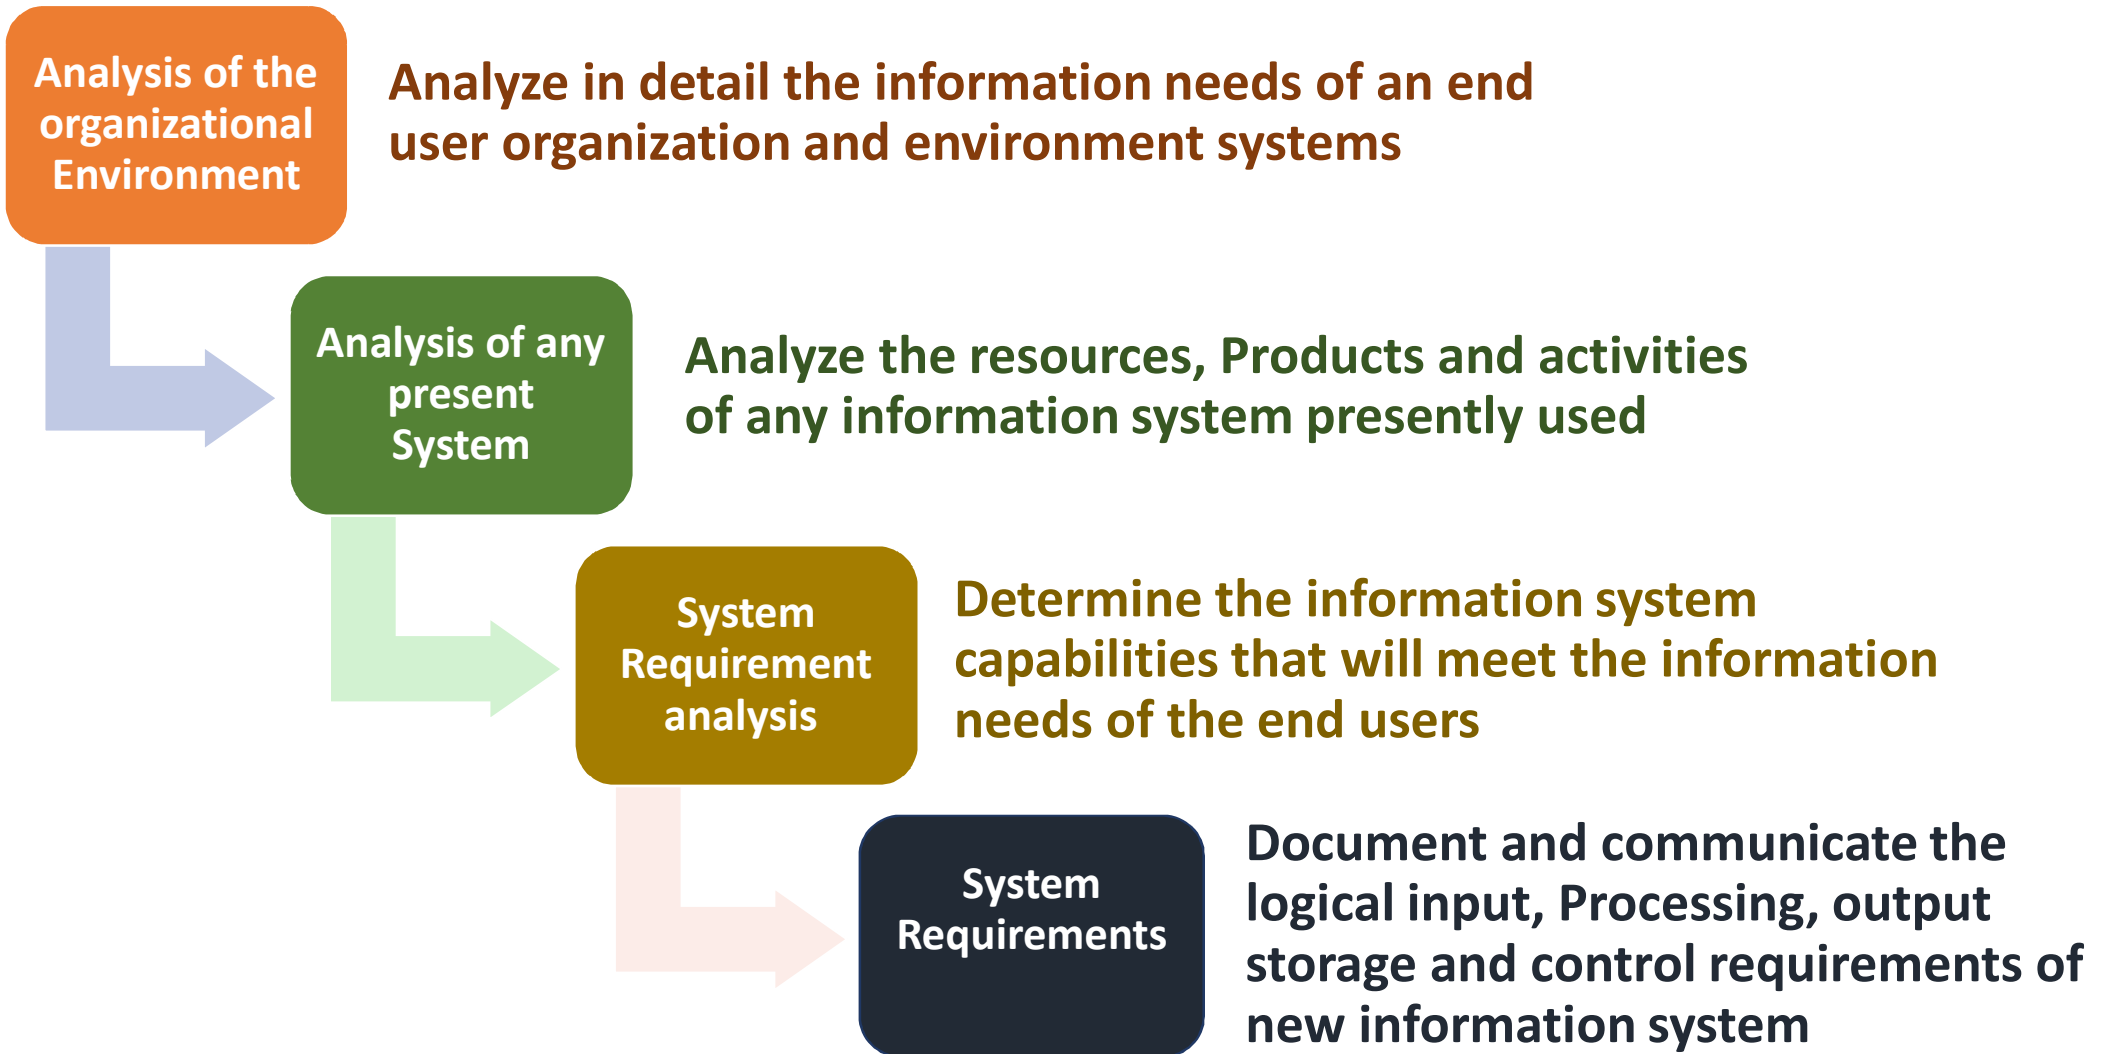 Analysis of the
organizational
Environment
Analyze in detail the information needs of an end
user organization and environment systems
Analysis of any
present
System
Analyze the resources, Products and activities
of any information system presently used
System
Requirement
analysis
Determine the information system
capabilities that will meet the information
needs of the end users
System
Requirements
Document and communicate the
logical input, Processing, output
storage and control requirements of
new information system